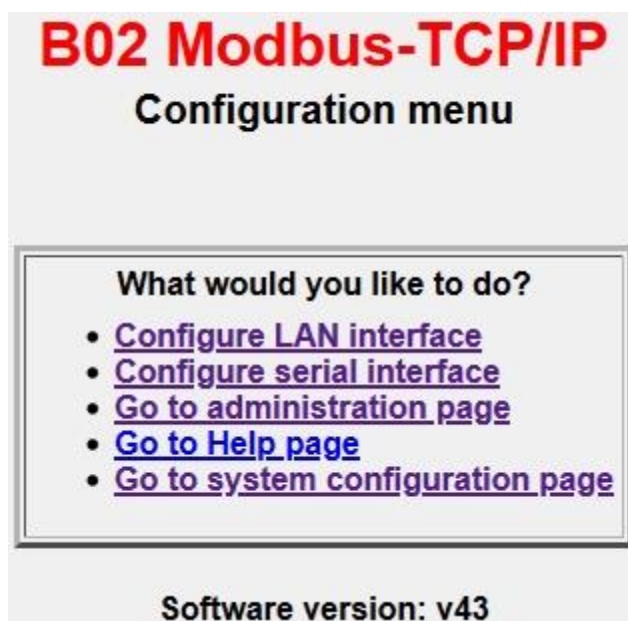 B02 Modbus-TCP/IP
Configuration menu
What would you like to do?
Configure LAN interface
Configure serial interface
Go to administration page
Go to Help page
Go to system configuration page
Software version: v43